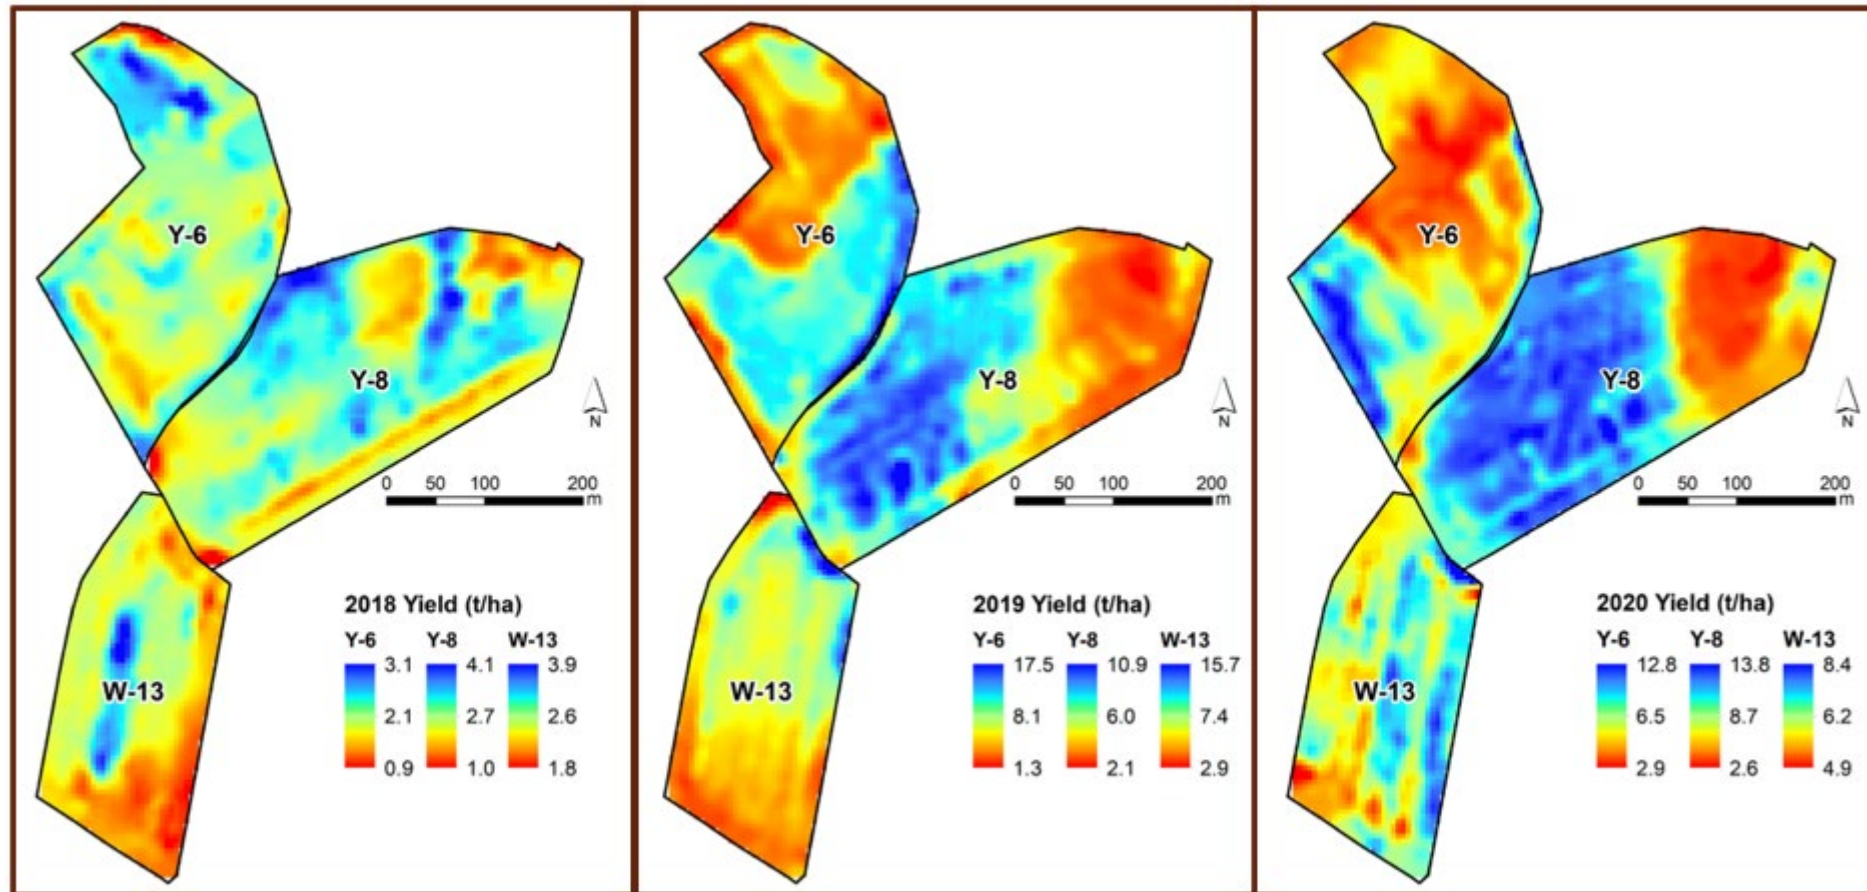 Y-6
Y-8
N
0 50 100 200
m
W-13
2018 Yield (t/ha)
Y-6 Y-8 W-13
3.1 4.1 3.9
2.1 2.7 2.6
0.9 1.0 1.8
Y-6
Y-8
N
0 50 100 200
m
W-13
2019 Yield (t/ha)
Y-6 Y-8 W-13
17.5 10.9 15.7
8.1 6.0 7.4
1.3 2.1 2.9
Y-6
Y-8
N
0 50 100 200
m
W-13
2020 Yield (t/ha)
Y-6 Y-8 W-13
12.8 13.8 8.4
6.5 8.7 6.2
2.9 2.6 4.9